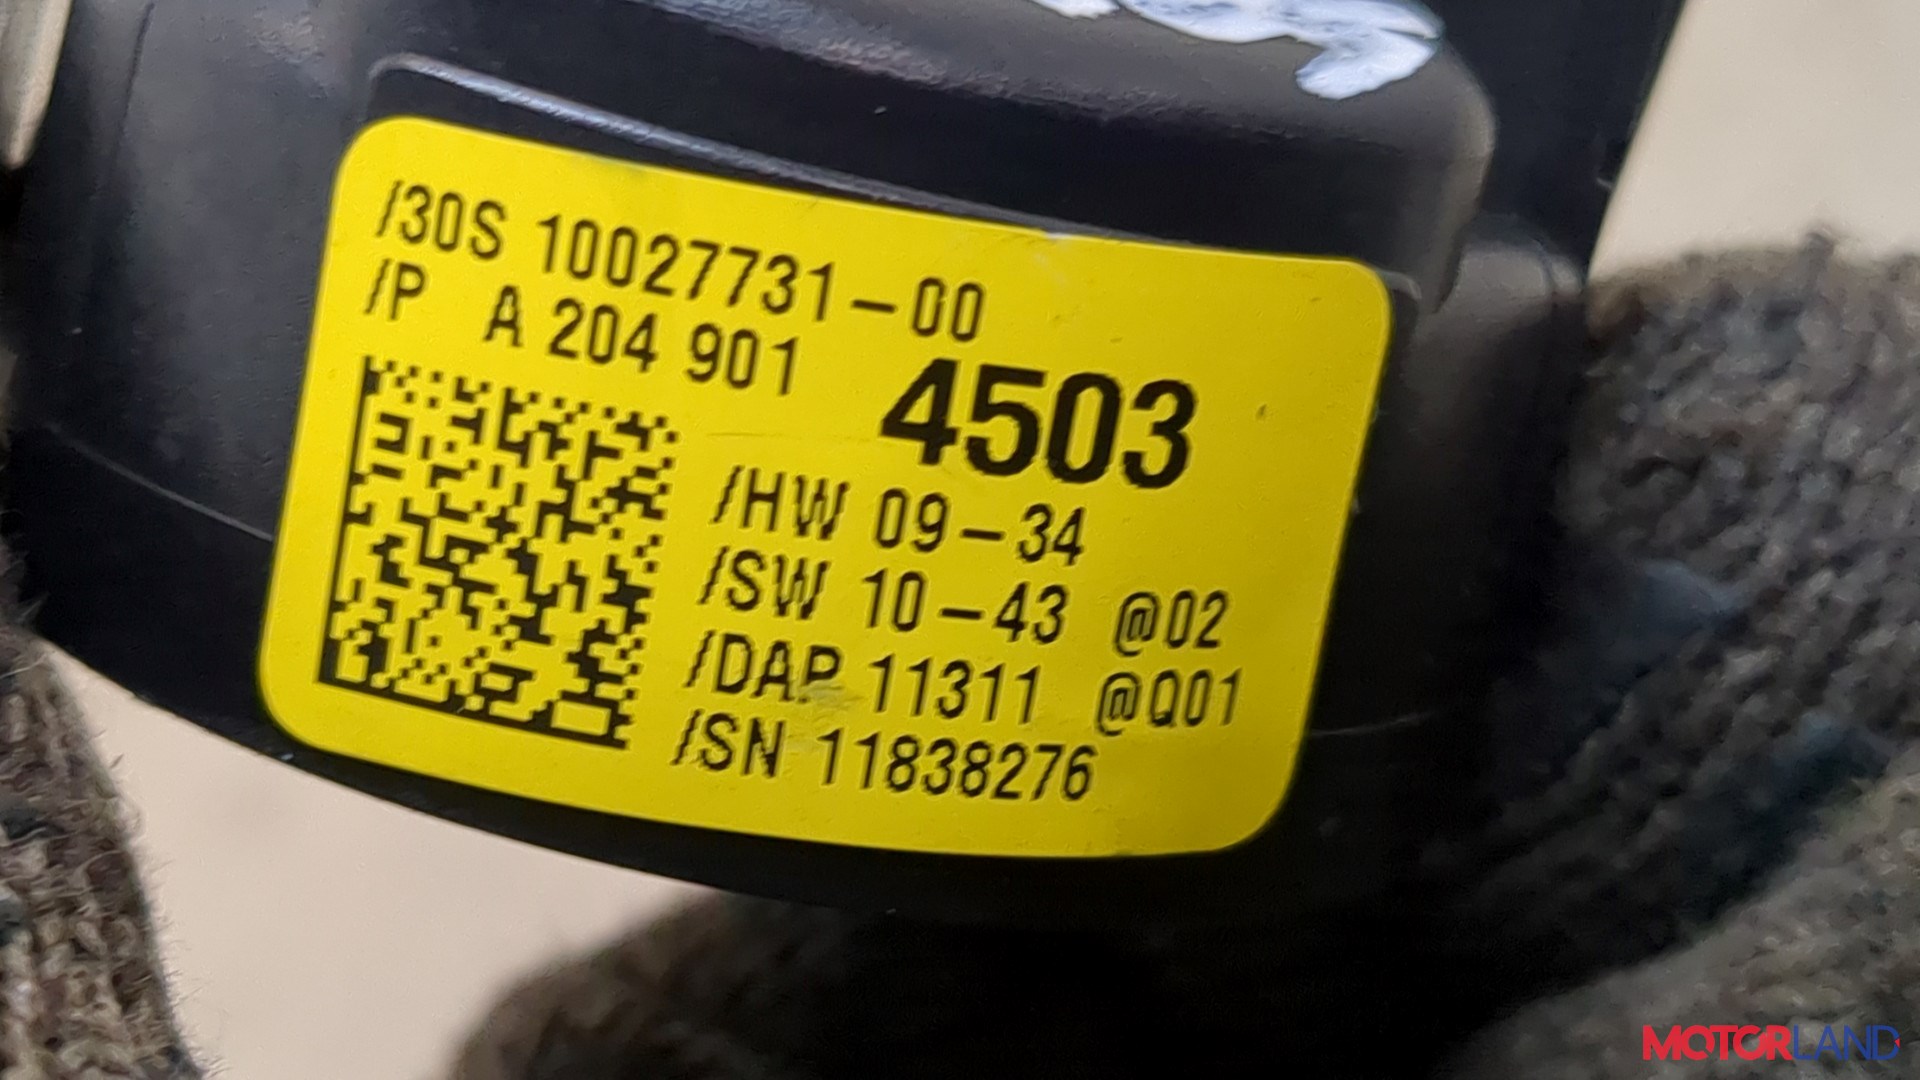 /30S 10027731-00
/P A 204 901 4503
/HW 09-34
/SW 10-43 @02
/DAP 11311 @Q01
/SN 11838276
MOTORLAND